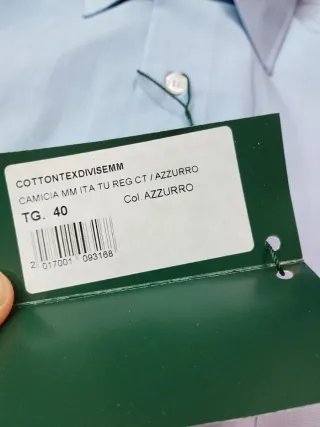 COTTONTEXDIVISEMM
CAMICIA MM ITA TU REG CT / AZZURRO
TG. 40 Col. AZZURRO
2 017001 093168